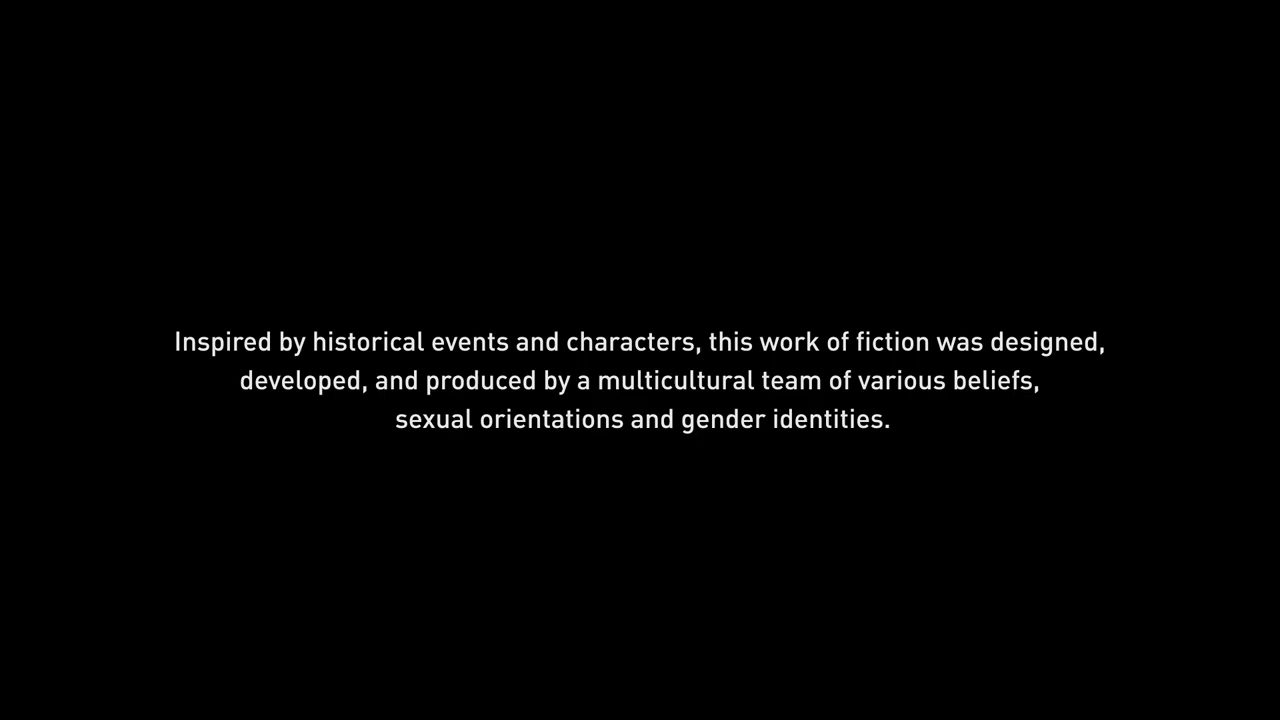 Inspired by historical events and characters, this work of fiction was designed,
developed, and produced by a multicultural team of various beliefs,
sexual orientations and gender identities.